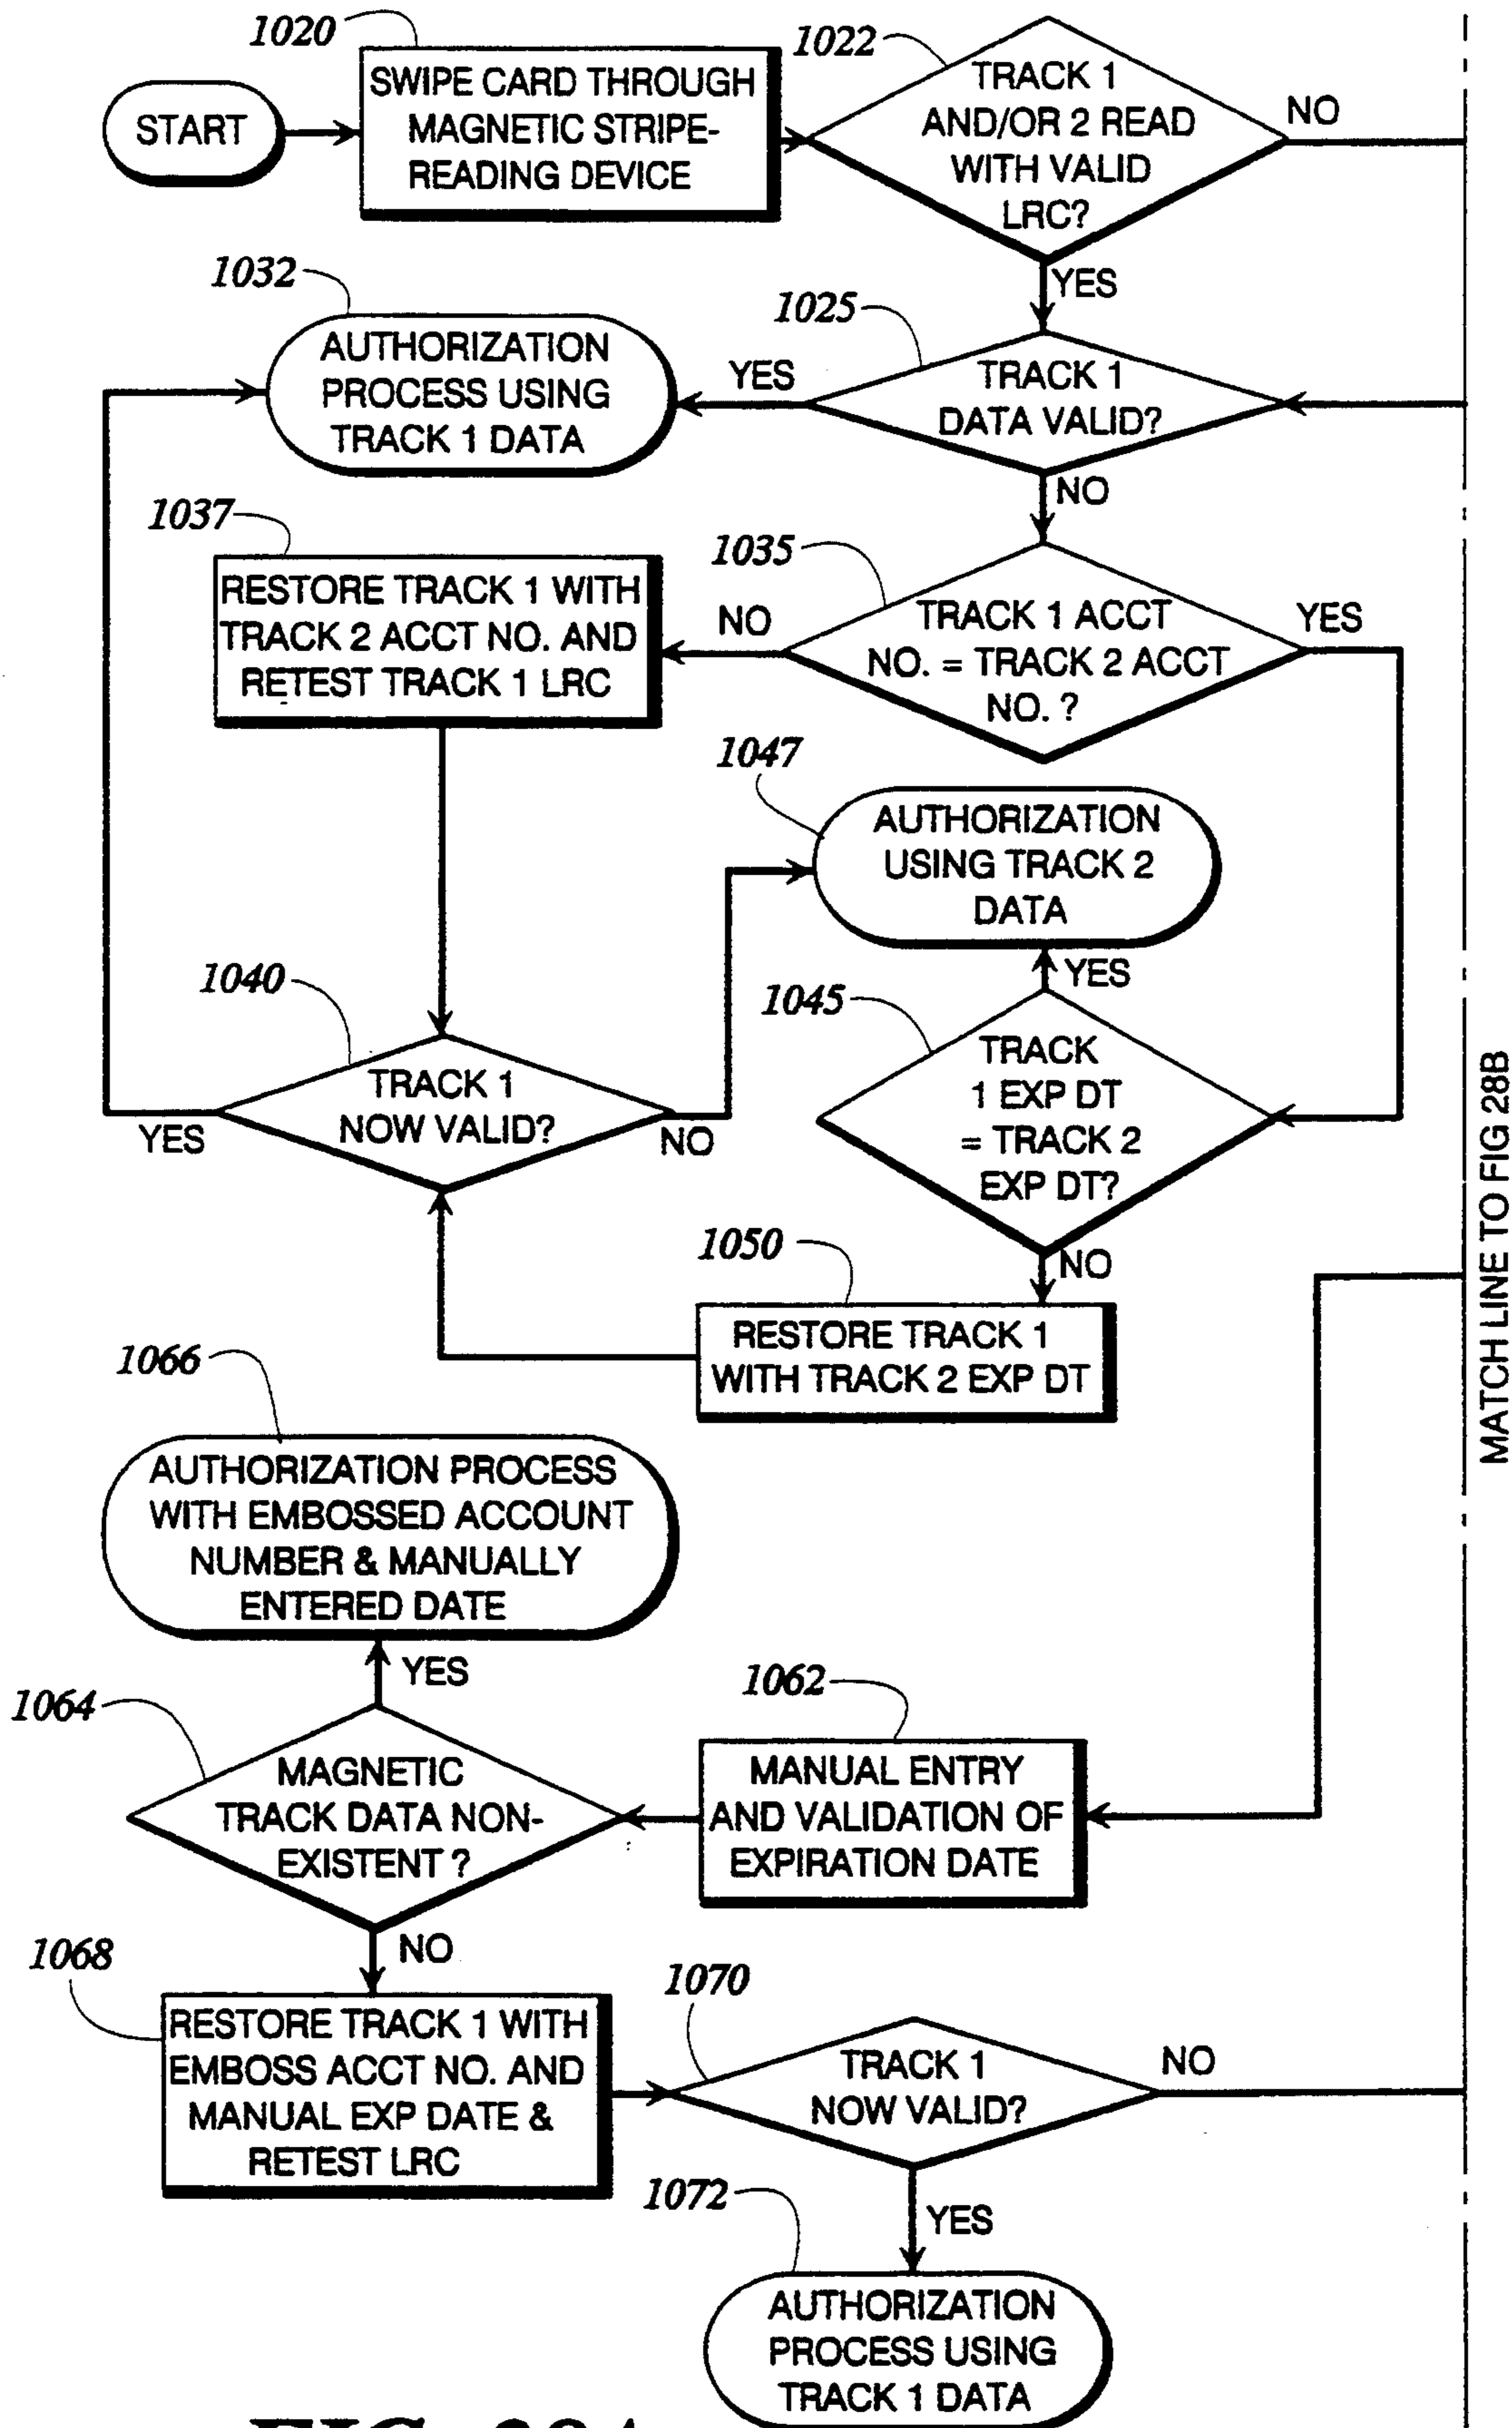 1020
SWIPE CARD THROUGH
MAGNETIC STRIPE-
READING DEVICE
START
1022
TRACK 1
AND/OR 2 READ
WITH VALID
LRC?
NO
YES
1032
AUTHORIZATION
PROCESS USING
TRACK 1 DATA
YES
1025
TRACK 1
DATA VALID?
NO
1037
RESTORE TRACK 1 WITH
TRACK 2 ACCT NO. AND
RETEST TRACK 1 LRC
NO
1035
TRACK 1 ACCT
NO. = TRACK 2 ACCT
NO. ?
YES
1047
AUTHORIZATION
USING TRACK 2
DATA
YES
1040
TRACK 1
NOW VALID?
YES
NO
1045
TRACK
1 EXP DT
= TRACK 2
EXP DT?
NO
1050
RESTORE TRACK 1
WITH TRACK 2 EXP DT
MATCH LINE TO FIG 28B
1066
AUTHORIZATION PROCESS
WITH EMBOSSED ACCOUNT
NUMBER & MANUALLY
ENTERED DATE
YES
1064
MAGNETIC
TRACK DATA NON-
EXISTENT ?
NO
1062
MANUAL ENTRY
AND VALIDATION OF
EXPIRATION DATE
1068
RESTORE TRACK 1 WITH
EMBOSS ACCT NO. AND
MANUAL EXP DATE &
RETEST LRC
1070
TRACK 1
NOW VALID?
NO
YES
1072
AUTHORIZATION
PROCESS USING
TRACK 1 DATA